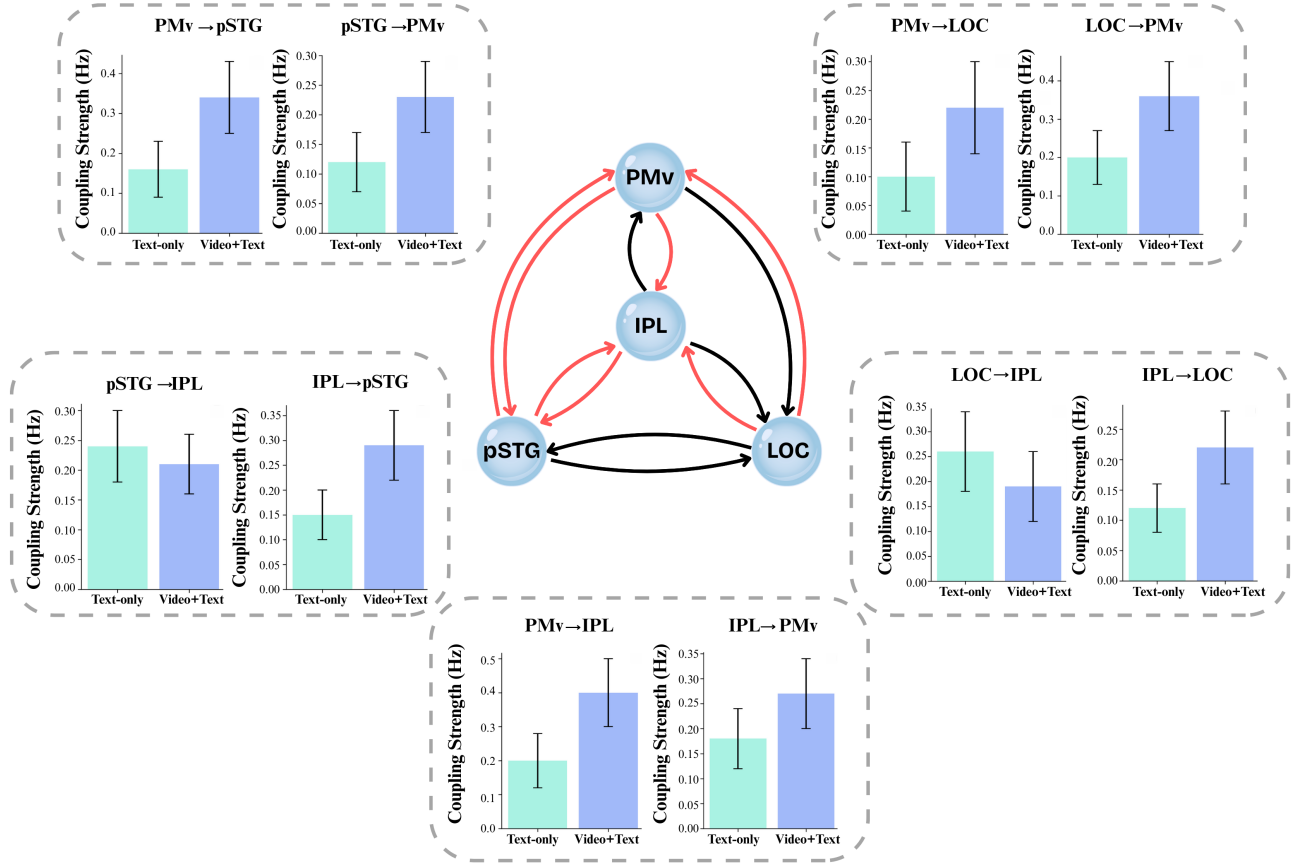 PMv→pSTG
Coupling Strength (Hz)
0.4
0.3
0.2
0.1
0.0
Text-only
Video+Text
pSTG→PMv
Coupling Strength (Hz)
0.30
0.25
0.20
0.15
0.10
0.05
0.00
Text-only
Video+Text
PMv→LOC
Coupling Strength (Hz)
0.30
0.25
0.20
0.15
0.10
0.05
0.00
Text-only
Video+Text
LOC→PMv
Coupling Strength (Hz)
0.4
0.3
0.2
0.1
0.0
Text-only
Video+Text
PMv
IPL
pSTG
LOC
pSTG→IPL
Coupling Strength (Hz)
0.30
0.25
0.20
0.15
0.10
0.05
0.00
Text-only
Video+Text
IPL→pSTG
Coupling Strength (Hz)
0.35
0.30
0.25
0.20
0.15
0.10
0.05
0.00
Text-only
Video+Text
LOC→IPL
Coupling Strength (Hz)
0.35
0.30
0.25
0.20
0.15
0.10
0.05
0.00
Text-only
Video+Text
IPL→LOC
Coupling Strength (Hz)
0.25
0.20
0.15
0.10
0.05
0.00
Text-only
Video+Text
PMv→IPL
Coupling Strength (Hz)
0.5
0.4
0.3
0.2
0.1
0.0
Text-only
Video+Text
IPL→PMv
Coupling Strength (Hz)
0.35
0.30
0.25
0.20
0.15
0.10
0.05
0.00
Text-only
Video+Text